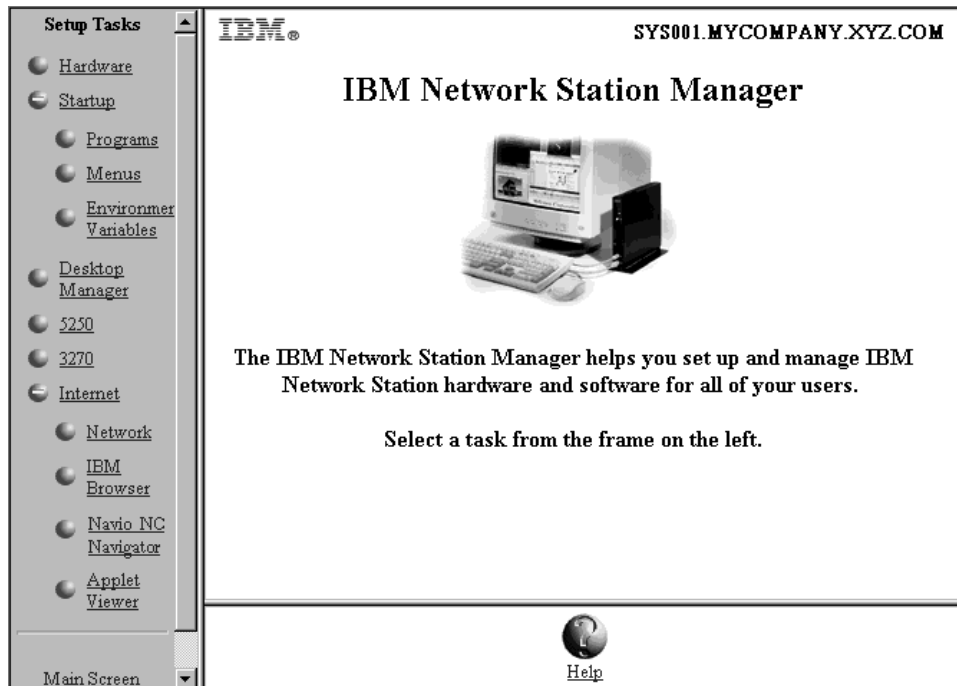 Setup Tasks
Hardware
Startup
Programs
Menus
Environmen
Variables
Desktop
Manager
5250
3270
Internet
Network
IBM
Browser
Navio NC
Navigator
Applet
Viewer
Main Screen
IBM®
SYS001.MYCOMPANY.XYZ.COM
IBM Network Station Manager
The IBM Network Station Manager helps you set up and manage IBM
Network Station hardware and software for all of your users.
Select a task from the frame on the left.
?
Help